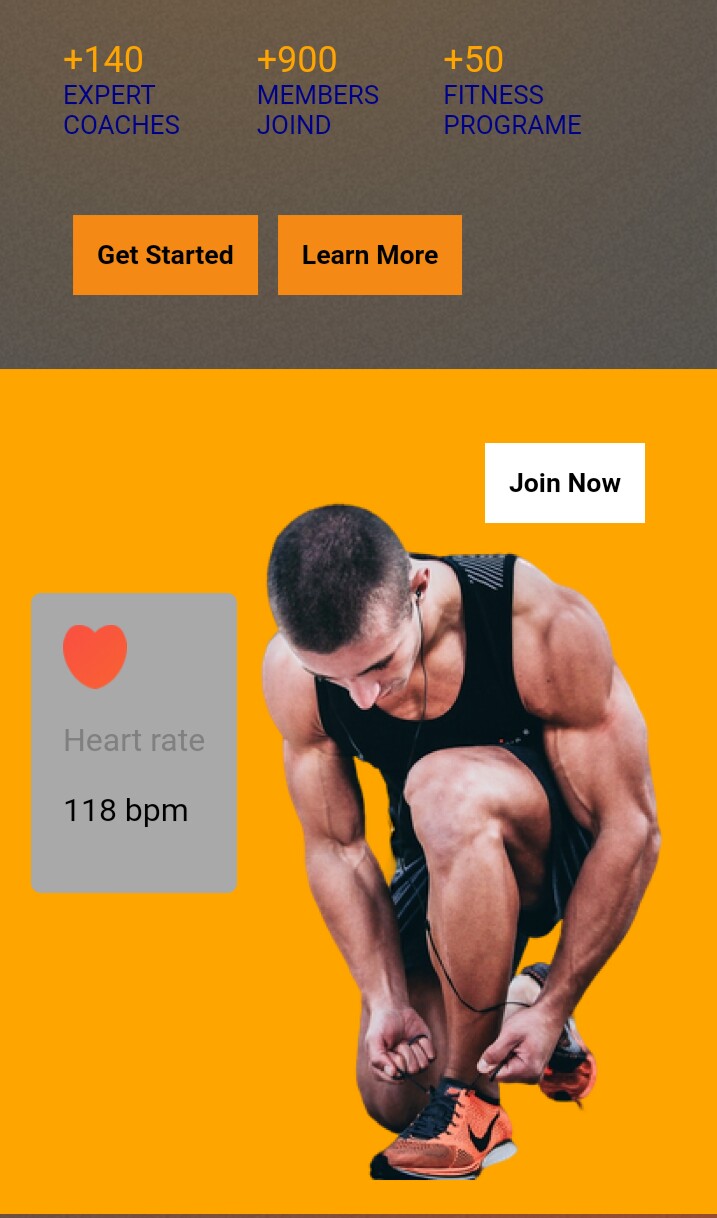 +140 +900 +50
EXPERT MEMBERS FITNESS
COACHES JOIND PROGRAME
Get Started Learn More
Join Now
Heart rate
118 bpm